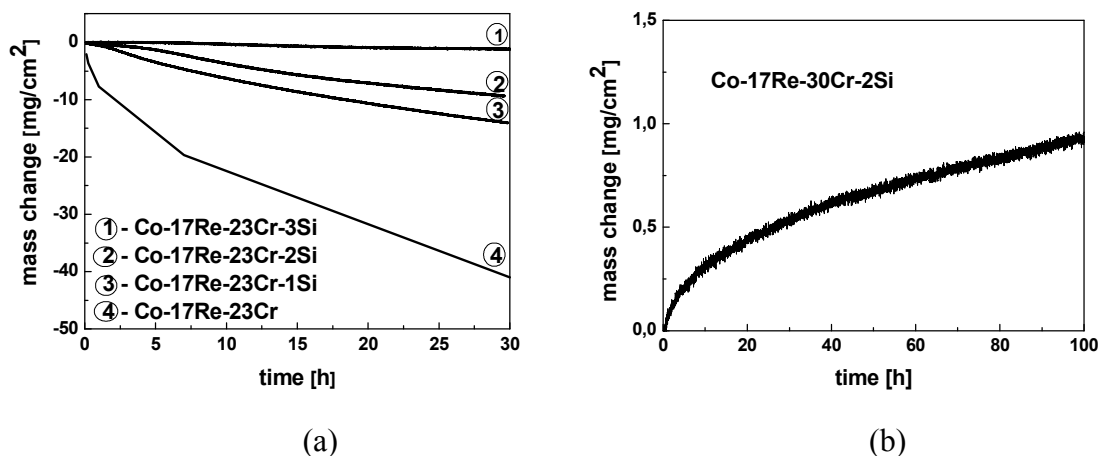 0
-10
-20
-30
-40
-50
mass change [mg/cm²]
1
2
3
4
① - Co-17Re-23Cr-3Si
② - Co-17Re-23Cr-2Si
③ - Co-17Re-23Cr-1Si
④ - Co-17Re-23Cr
0 5 10 15 20 25 30
time [h]
(a)
1,5
1,0
0,5
0,0
mass change [mg/cm²]
Co-17Re-30Cr-2Si
0 20 40 60 80 100
time [h]
(b)